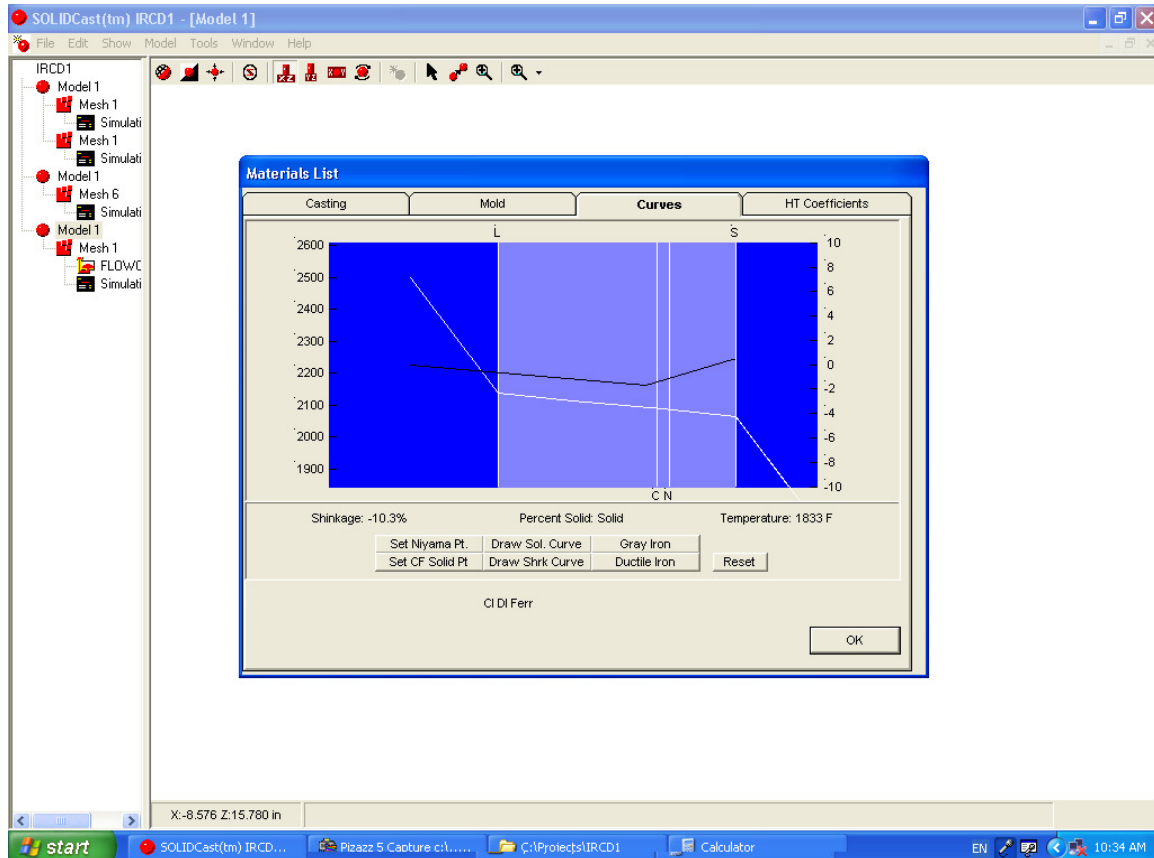 SOLIDCast(tm) IRCD1 - [Model 1]
File Edit Show Model Tools Window Help
IRCD1
Model 1
Mesh 1
Simulati
Mesh 1
Simulati
Model 1
Mesh 6
Simulati
Model 1
Mesh 1
FLOWC
Simulati
Materials List
Casting Mold Curves HT Coefficients
L S
2600 10
2500 8
6
2400 4
2300 2
0
2200 -2
2100 -4
2000 -6
1900 -8
-10
C N
Shinkage: -10.3% Percent Solid: Solid Temperature: 1833 F
Set Niyama Pt. Draw Sol. Curve Gray Iron
Set CF Solid Pt Draw Shrk Curve Ductile Iron Reset
CI DI Ferr
OK
X:-8.576 Z:15.780 in
start SOLIDCast(tm) IRCD... Pizazz 5 Capture c:\..... C:\Projects\IRCD1 Calculator EN 10:34 AM